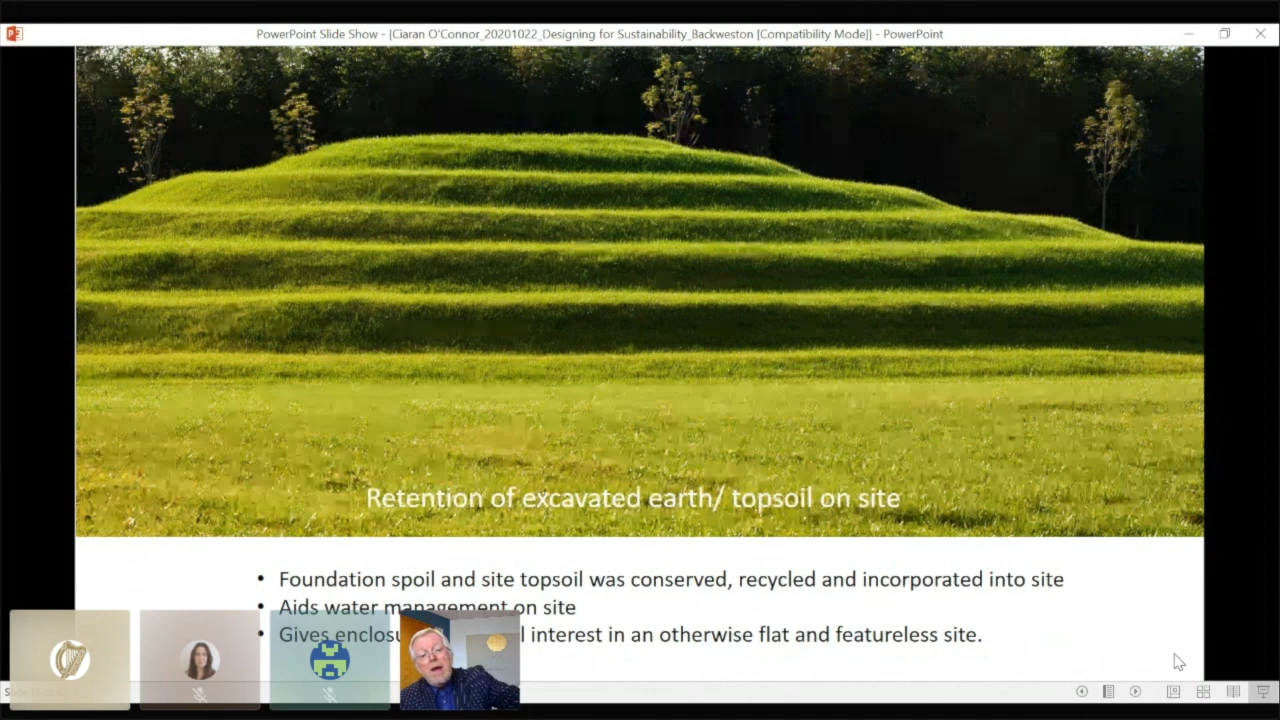 PowerPoint Slide Show - [Ciaran O'Connor_20201022_Designing for Sustainability_Backweston [Compatibility Mode]] - PowerPoint
Retention of excavated earth/ topsoil on site
• Foundation spoil and site topsoil was conserved, recycled and incorporated into site
• Aids water management on site
• Gives interest in an otherwise flat and featureless site.